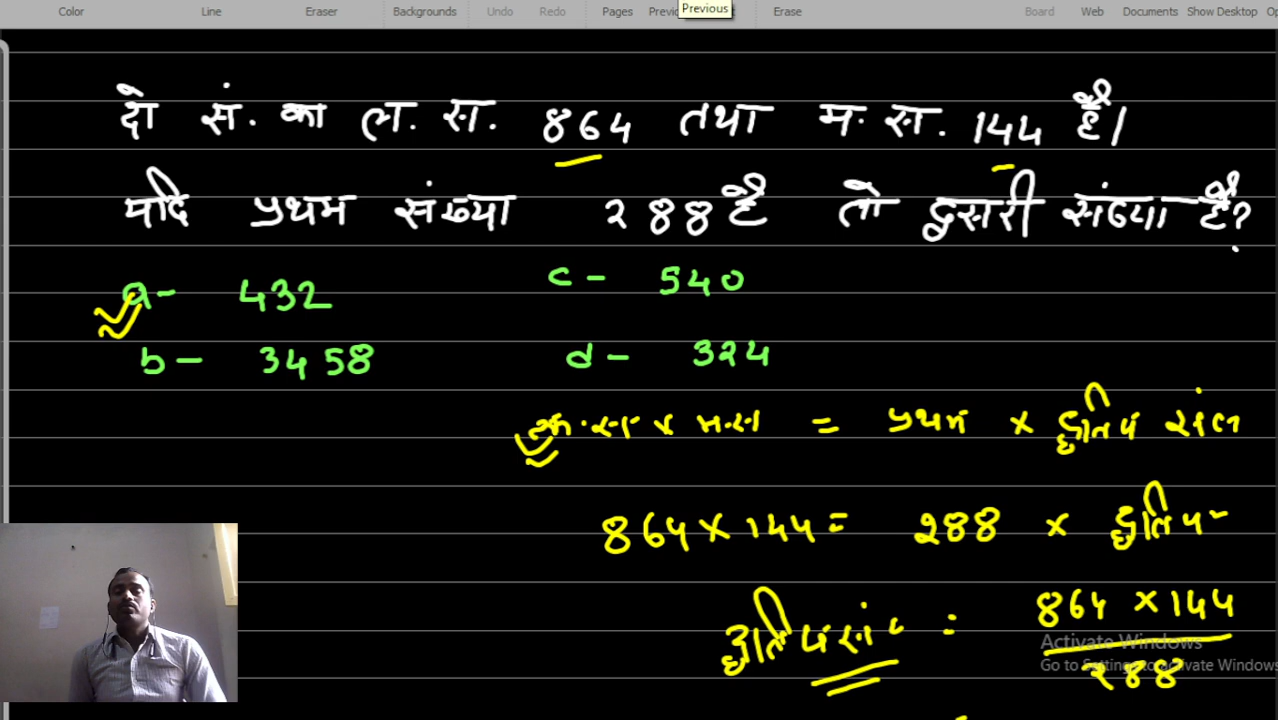 Color Line Eraser Backgrounds Undo Redo Pages Previous Erase Board Web Documents Show Desktop
दो सं. का ल. स. 864 तथा म. स. 144 है।
यदि प्रथम संख्या 288 है तो दुसरी संख्या है?
a- 432 c- 540
b- 3458 d- 324
ल.स × म.स = प्रथम × द्वितिय
864 × 144 = 288 × द्वितिय
द्वितिय सं = 864 × 144
288
Activate Windows
Go to Settings to activate Windows